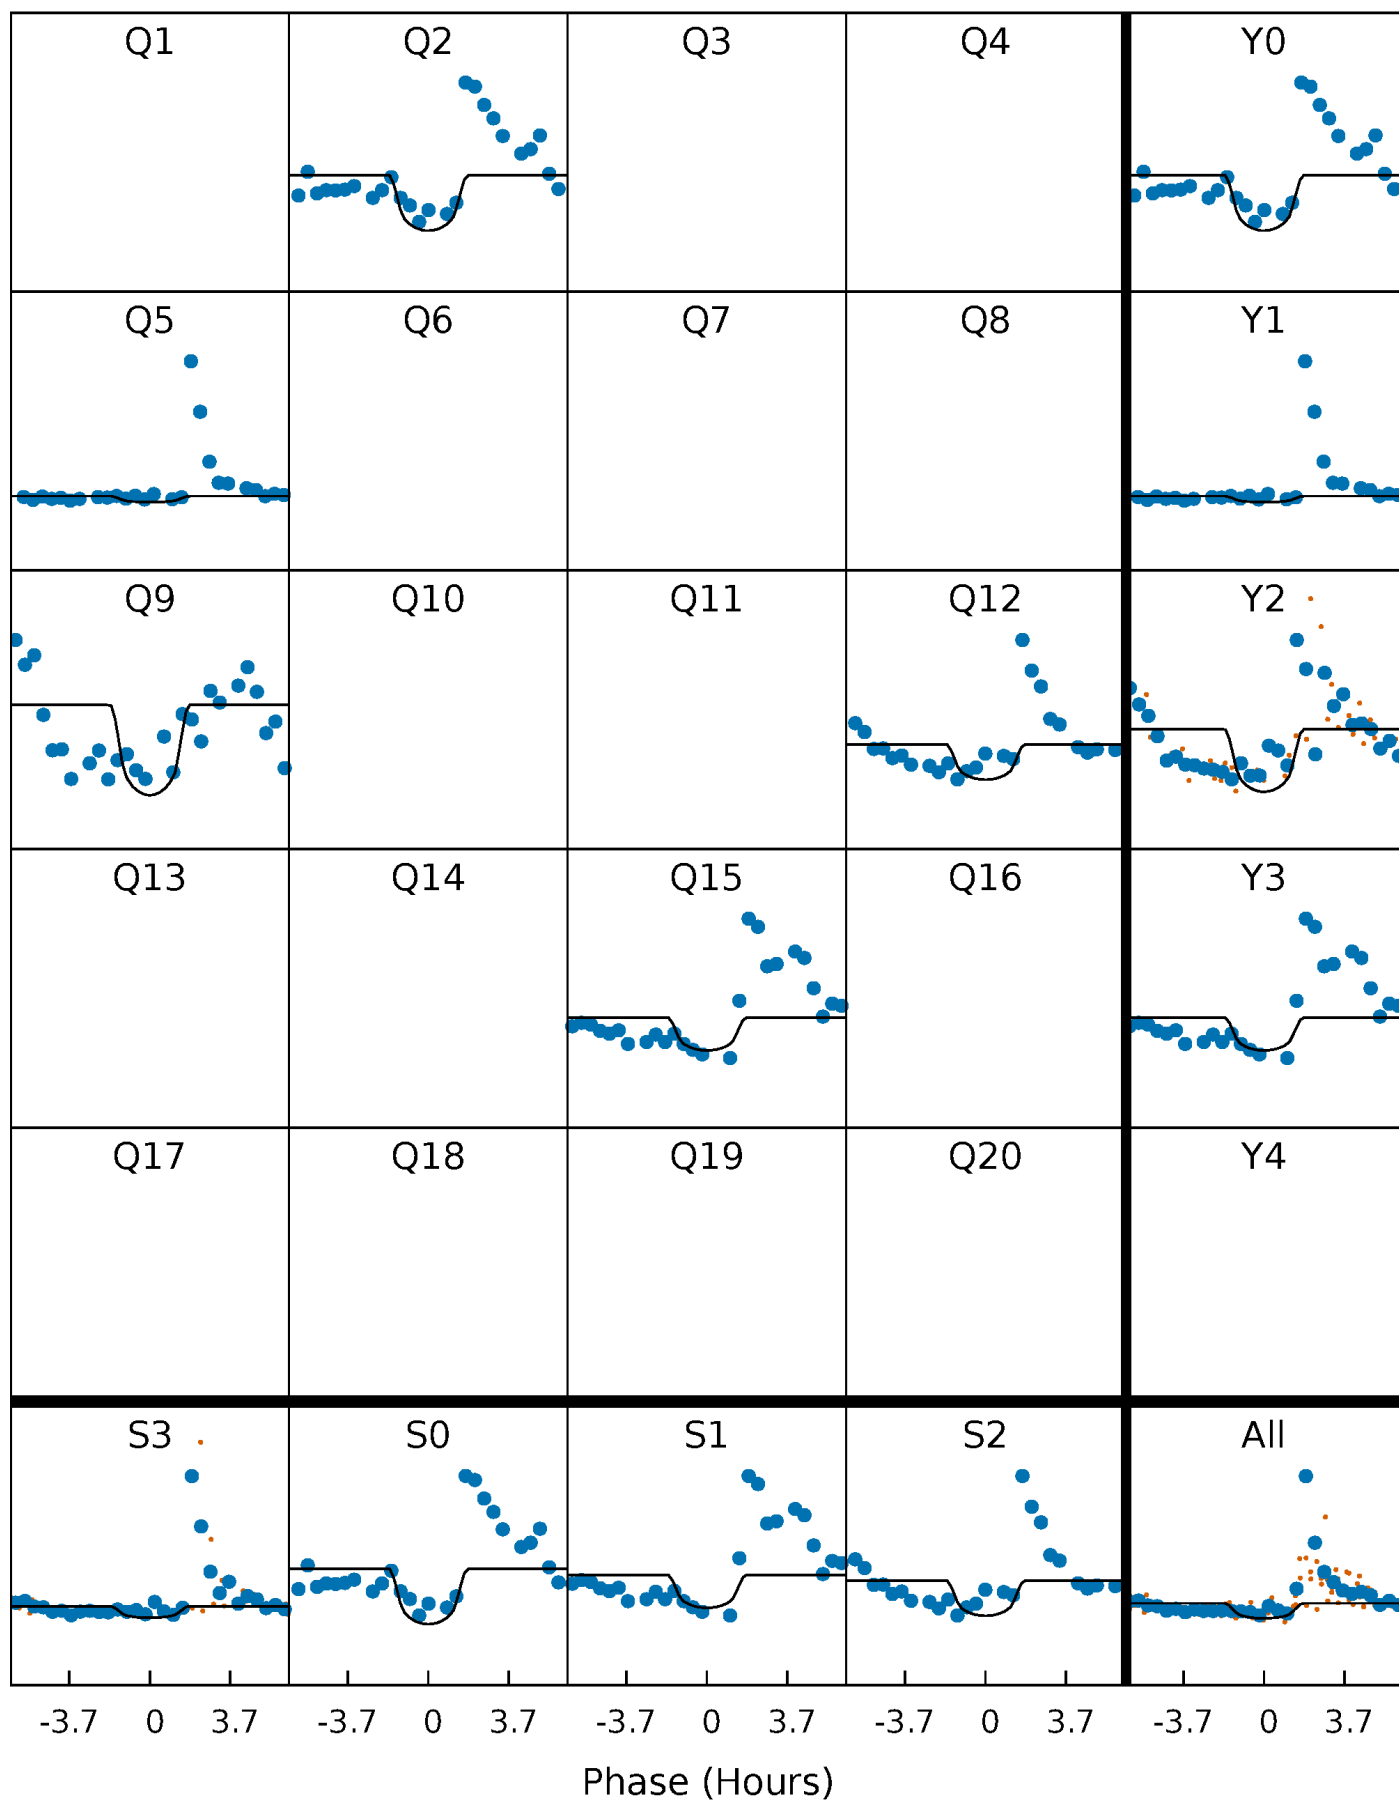 Q1 Q2 Q3 Q4 Y0
Q5 Q6 Q7 Q8 Y1
Q9 Q10 Q11 Q12 Y2
Q13 Q14 Q15 Q16 Y3
Q17 Q18 Q19 Q20 Y4
S3 S0 S1 S2 All
-3.7 0 3.7 -3.7 0 3.7 -3.7 0 3.7 -3.7 0 3.7 -3.7 0 3.7
Phase (Hours)